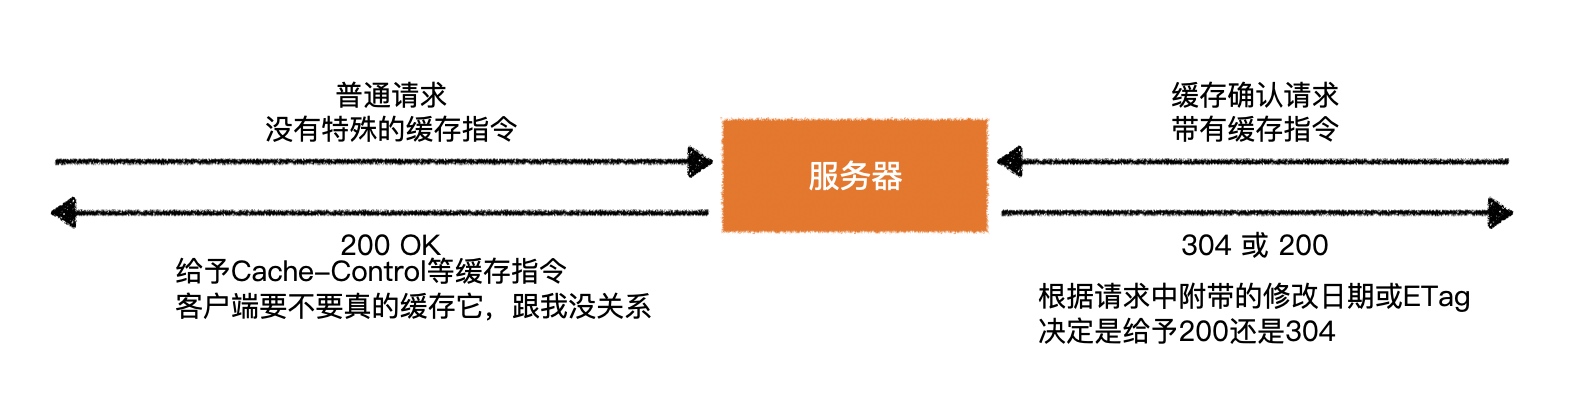 普通请求
没有特殊的缓存指令
200 OK
给予Cache-Control等缓存指令
客户端要不要真的缓存它，跟我没关系
服务器
缓存确认请求
带有缓存指令
304 或 200
根据请求中附带的修改日期或ETag
决定是给予200还是304